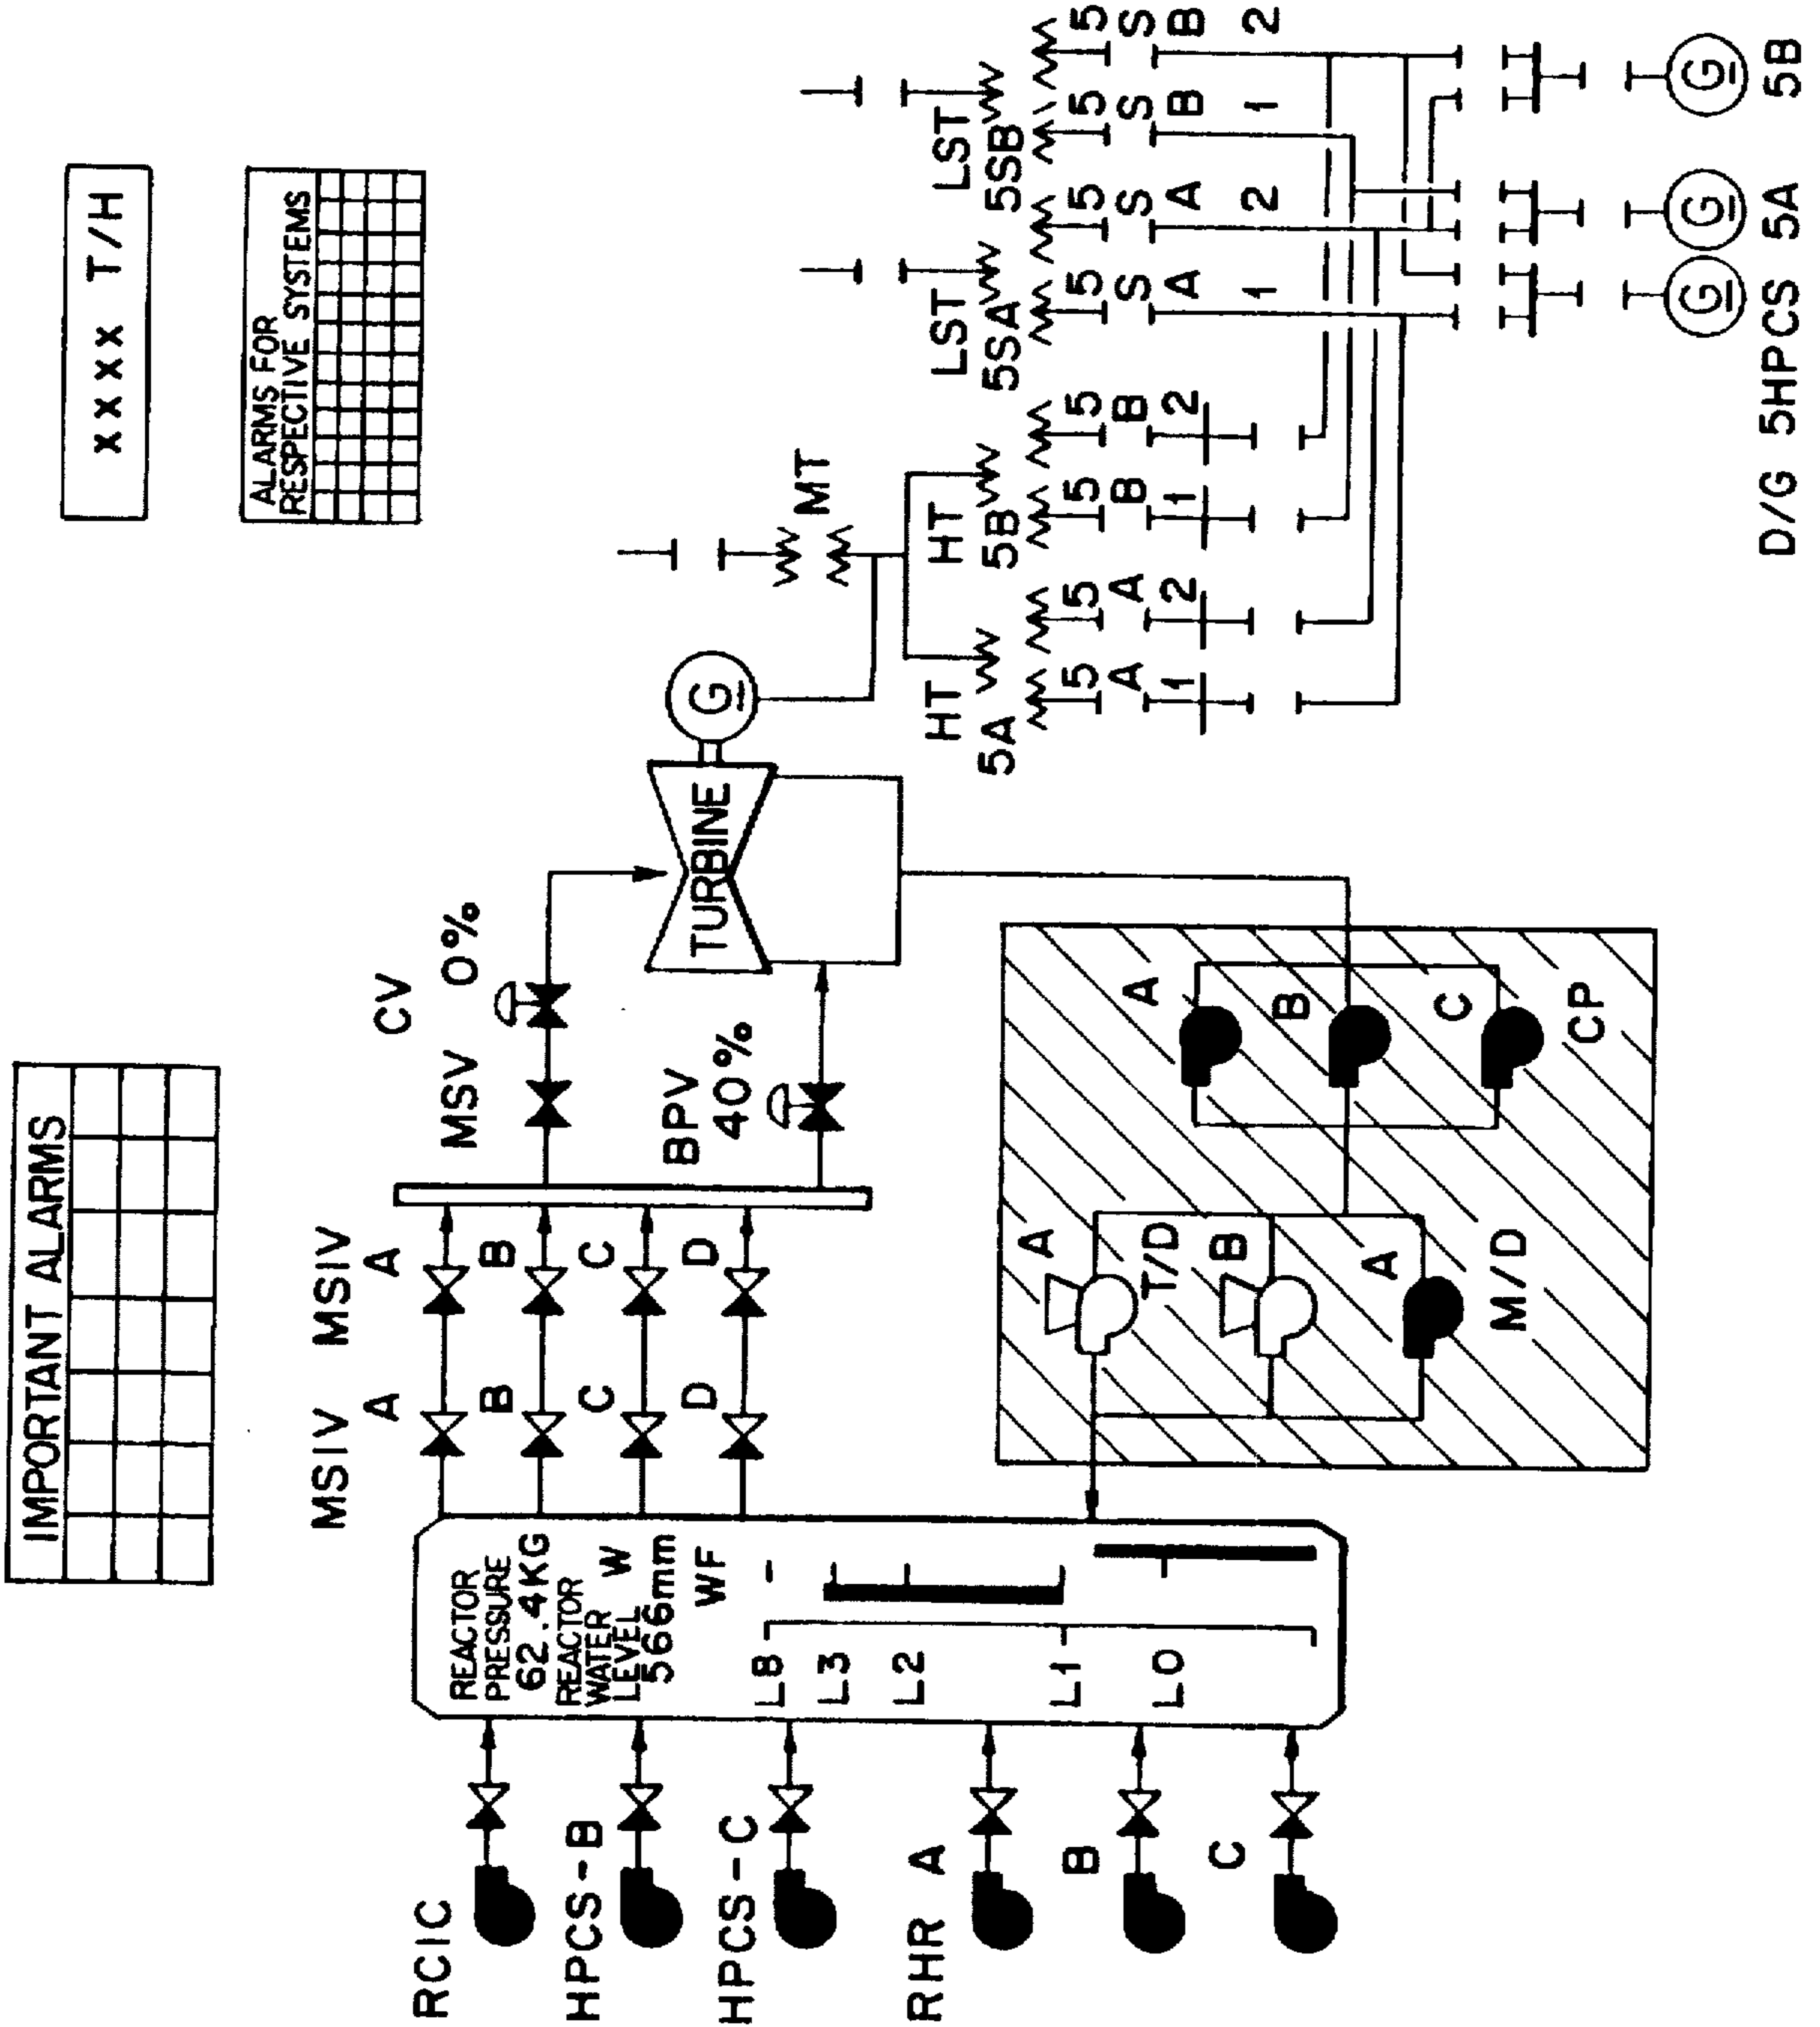 IMPORTANT ALARMS
xxxx T/H
ALARMS FOR
RESPECTIVE SYSTEMS
MSIV MSIV
A A
B B
C C
D D
CV
MSV 0%
BPV
40%
TURBINE
G
MT
RCIC
HPCS-B
HPCS-C
RHR A
B
C
REACTOR
PRESSURE
62.4KG
REACTOR
WATER W
LEVEL
566mm
WF
L8
L3
L2
L1
L0
A
T/D
B
A
M/D
A
B
C
CP
HT HT LST LST
5A 5B 5SA 5SB
5 5 5 5 5 5 5 5
A A B B S S S S
1 2 1 2 A A B B
1 2 1 2
G G G
D/G 5HPCS 5A 5B